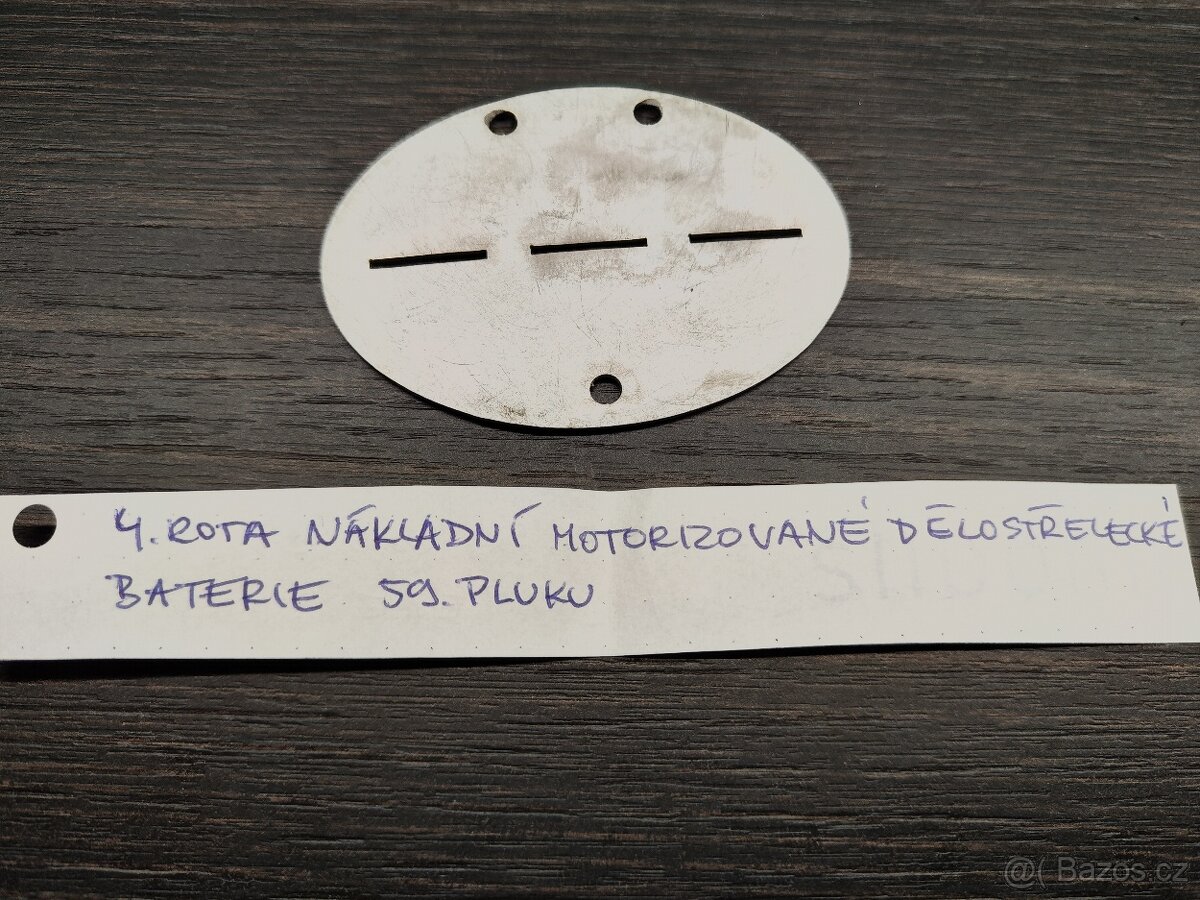 4. ROTA NÁKLADNÍ MOTORIZOVANÉ DĚLOSTŘELECKÉ
BATERIE 59. PLUKU
@( Bazos.cz